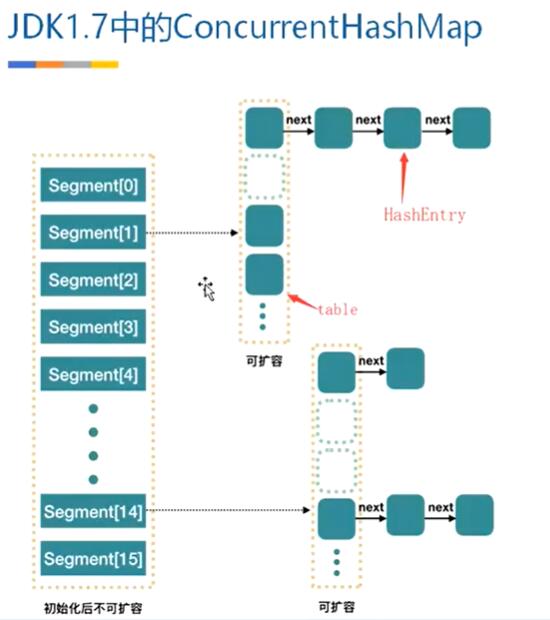 JDK1.7中的ConcurrentHashMap
next
next
next
Segment[0]
HashEntry
Segment[1]
Segment[2]
table
Segment[3]
可扩容
Segment[4]
next
Segment[14]
next
next
Segment[15]
初始化后不可扩容
可扩容